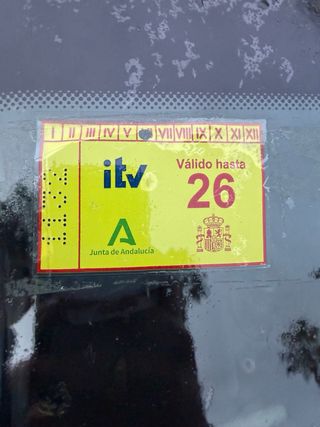 I II III IV V VII VIII IX X XI XII
itv
Válido hasta
26
Junta de Andalucía